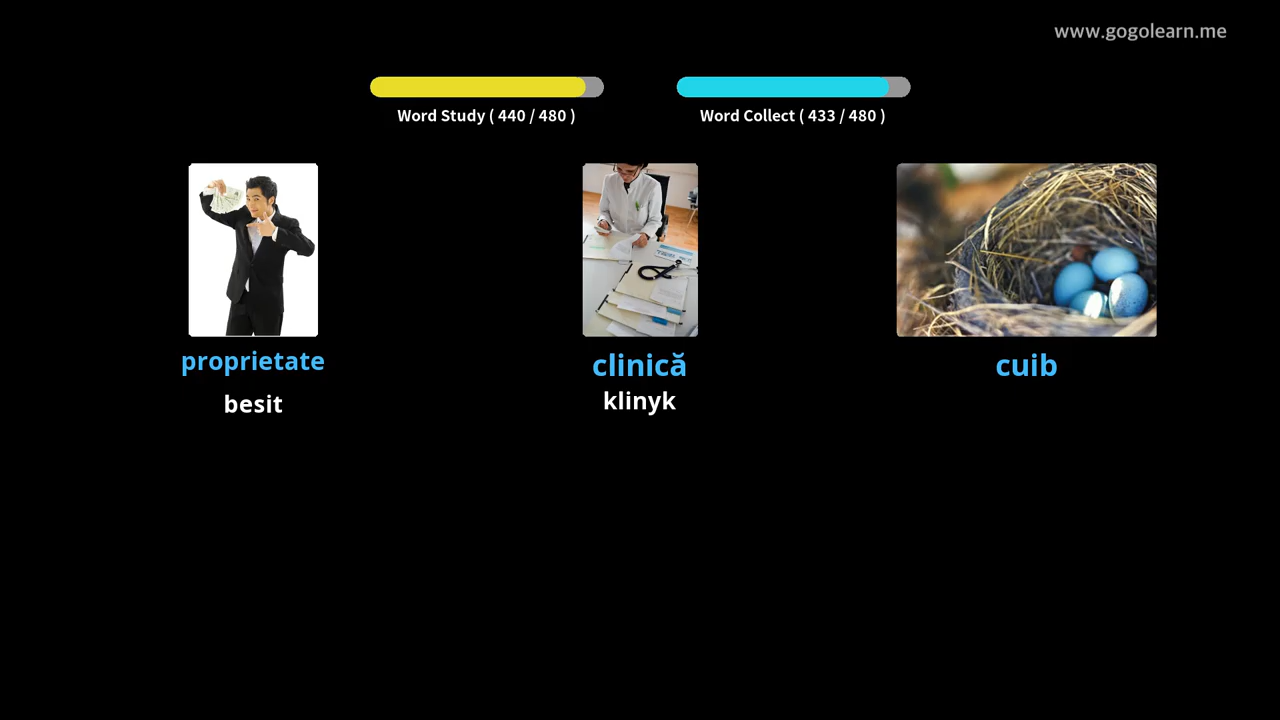 www.gogolearn.me
Word Study ( 440 / 480 )
Word Collect ( 433 / 480 )
proprietate
besit
clinică
klinyk
cuib